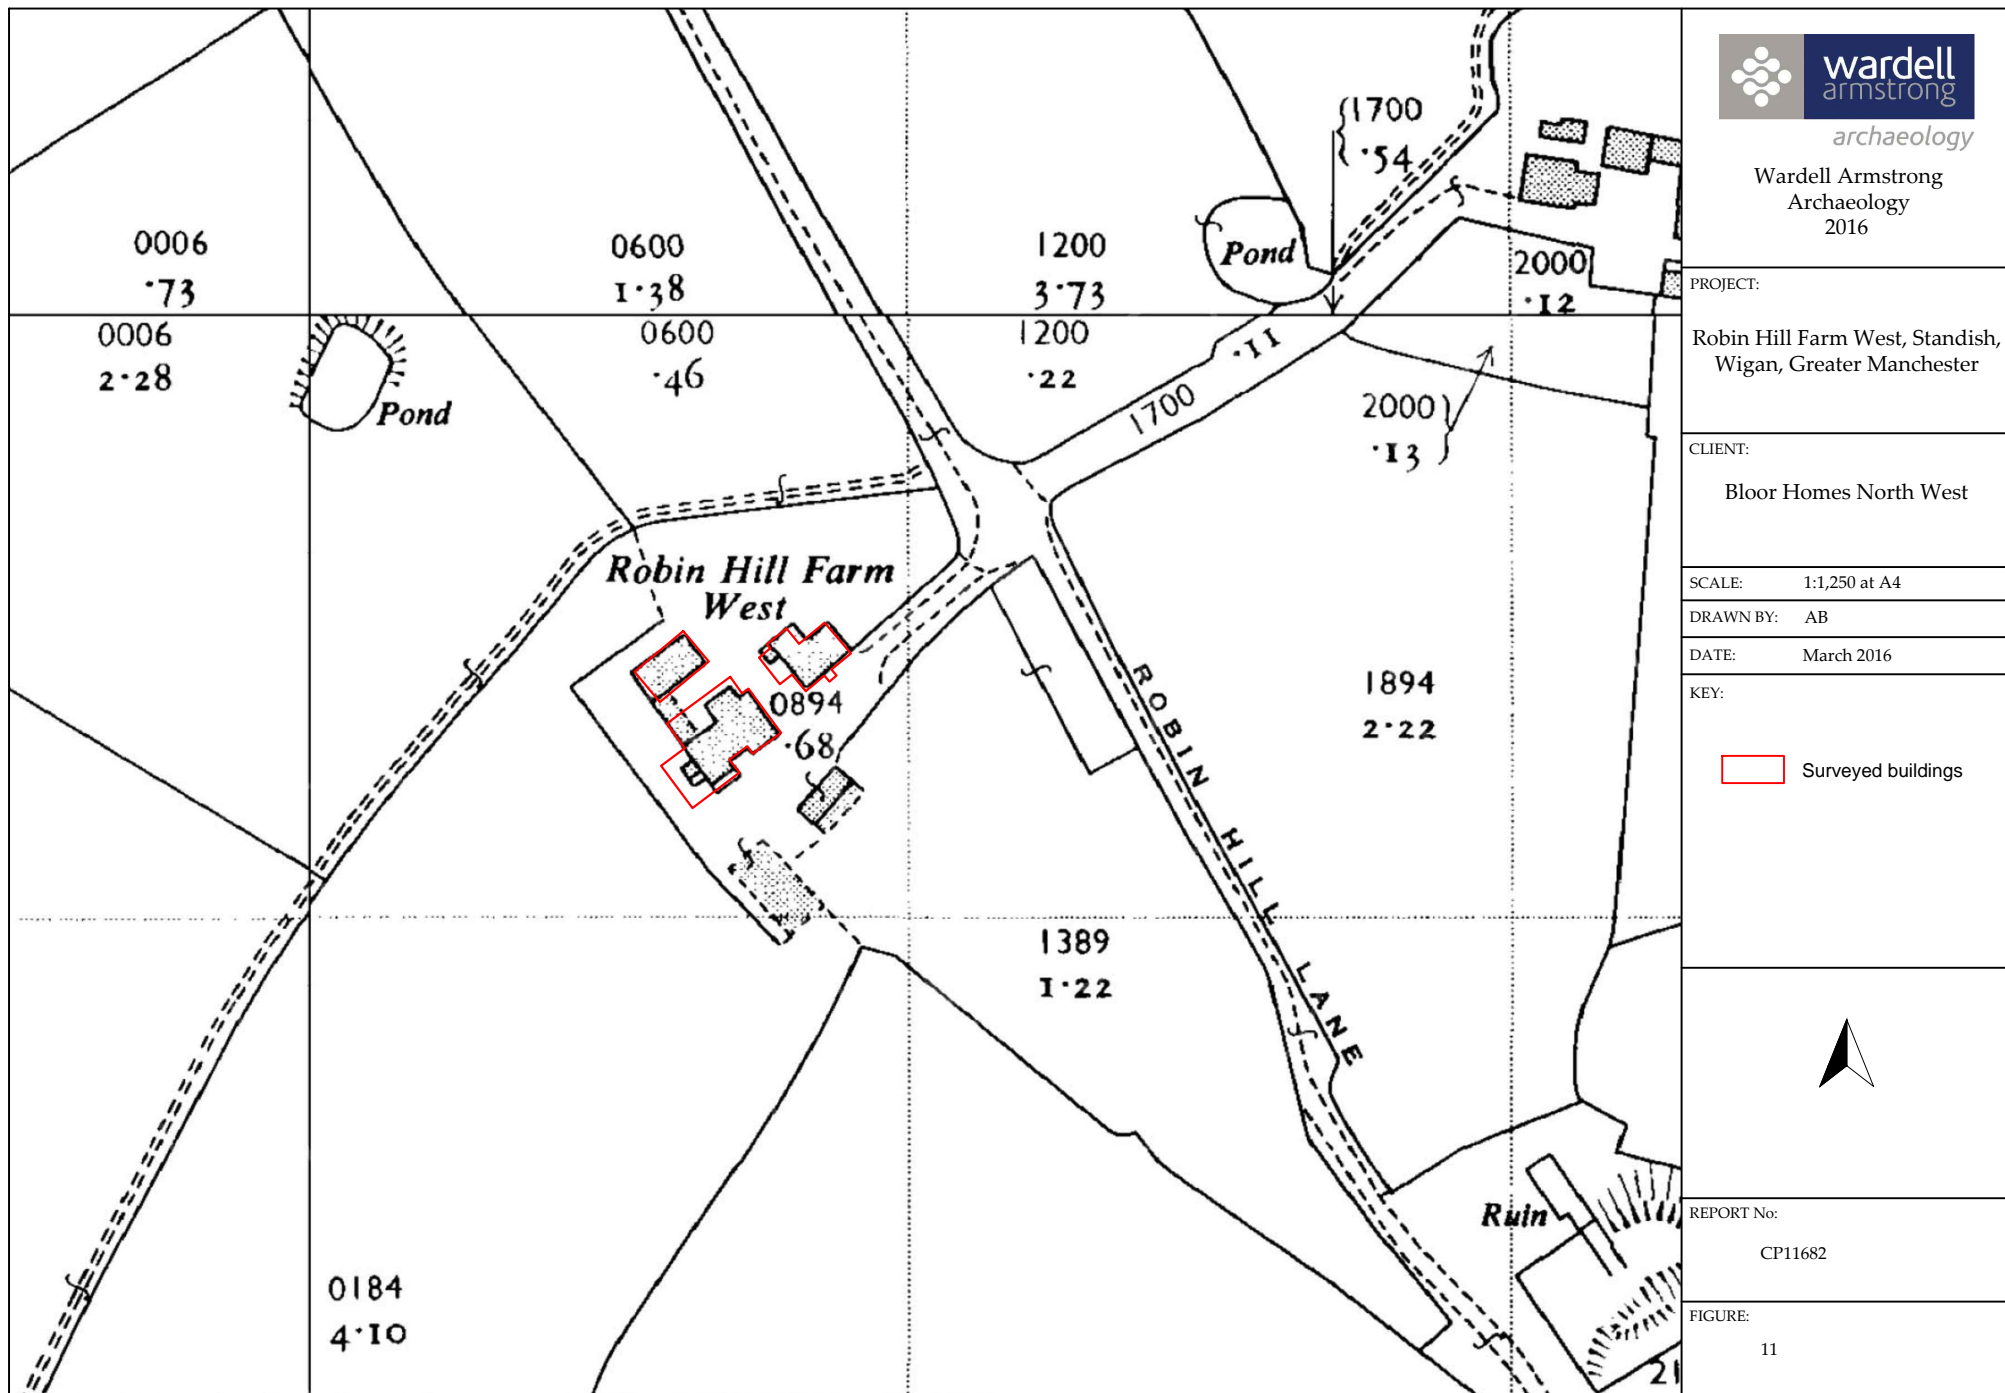 0006
·73
0600
1·38
1200
3·73
1700
·54
Pond
2000
·12
0006
2·28
0600
·46
1200
·22
·11
1700
2000
·13
Pond
Robin Hill Farm
West
0894
·68
1894
2·22
ROBIN HILL LANE
1389
1·22
0184
4·10
Ruin
21
wardell
armstrong
archaeology
Wardell Armstrong
Archaeology
2016
PROJECT:
Robin Hill Farm West, Standish,
Wigan, Greater Manchester
CLIENT:
Bloor Homes North West
SCALE: 1:1,250 at A4
DRAWN BY: AB
DATE: March 2016
KEY:
Surveyed buildings
REPORT No:
CP11682
FIGURE:
11